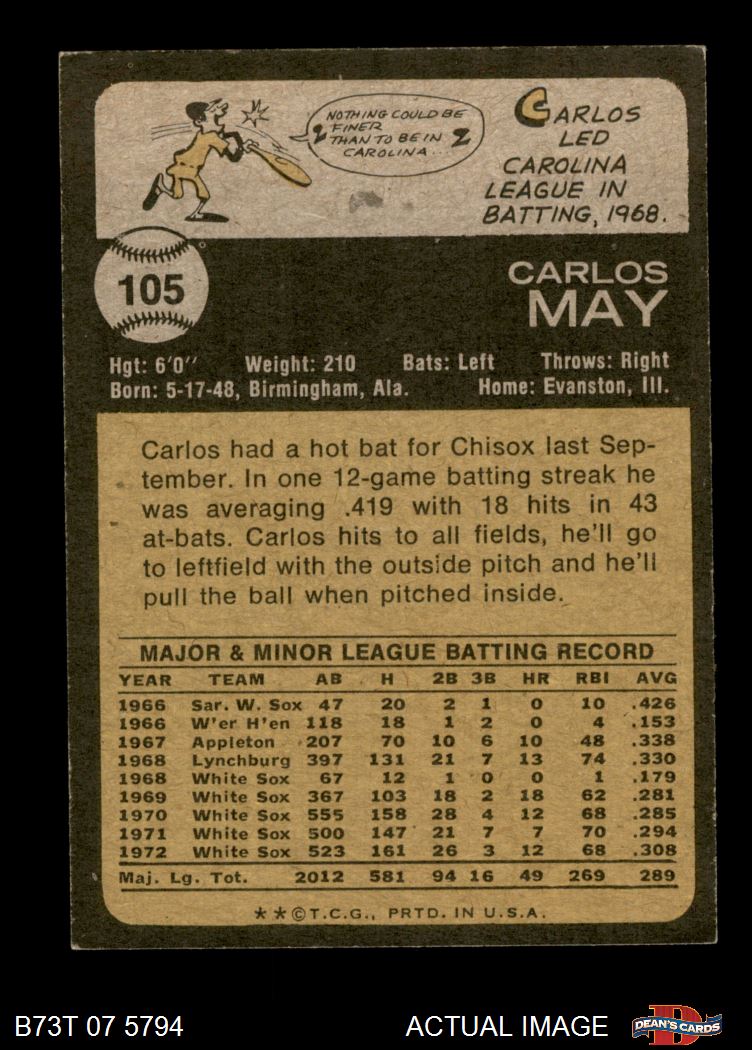 NOTHING COULD BE
FINER
THAN TO BE IN
CAROLINA..
CARLOS
LED
CAROLINA
LEAGUE IN
BATTING, 1968.
105
CARLOS
MAY
Hgt: 6'0" Weight: 210 Bats: Left Throws: Right
Born: 5-17-48, Birmingham, Ala. Home: Evanston, Ill.
Carlos had a hot bat for Chisox last Sep-
tember. In one 12-game batting streak he
was averaging .419 with 18 hits in 43
at-bats. Carlos hits to all fields, he'll go
to leftfield with the outside pitch and he'll
pull the ball when pitched inside.
MAJOR & MINOR LEAGUE BATTING RECORD
YEAR TEAM AB H 2B 3B HR RBI AVG
1966 Sar. W. Sox 47 20 2 1 0 10 .426
1966 W'er H'en 118 18 1 2 0 4 .153
1967 Appleton 207 70 10 6 10 48 .338
1968 Lynchburg 397 131 21 7 13 74 .330
1968 White Sox 67 12 1 0 0 1 .179
1969 White Sox 367 103 18 2 18 62 .281
1970 White Sox 555 158 28 4 12 68 .285
1971 White Sox 500 147 21 7 7 70 .294
1972 White Sox 523 161 26 3 12 68 .308
Maj. Lg. Tot. 2012 581 94 16 49 269 289
**©T.C.G., PRTD. IN U.S.A.
B73T 07 5794 ACTUAL IMAGE
DEAN'S CARDS